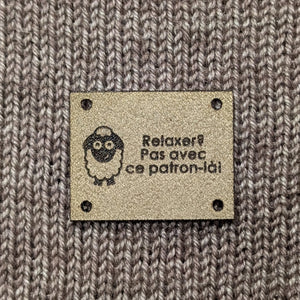 Relaxer?
Pas avec
ce patron-là!